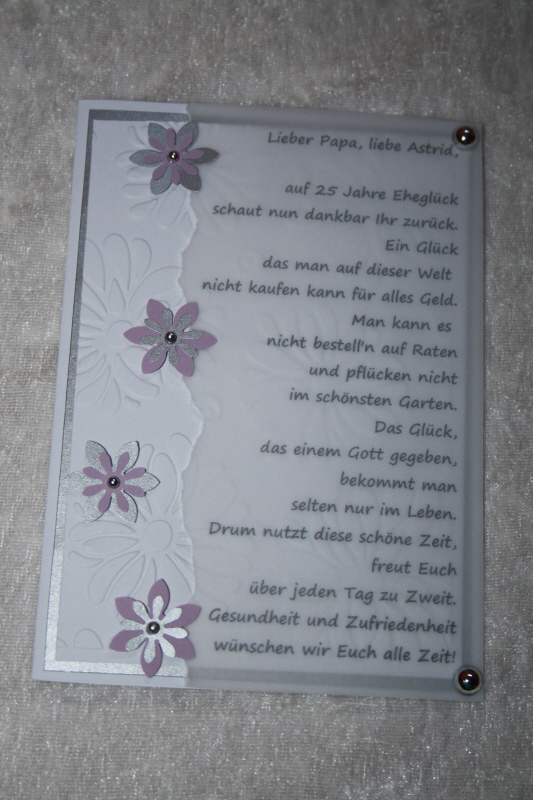 Lieber Papa, liebe Astrid,
auf 25 Jahre Eheglück
schaut nun dankbar Ihr zurück.
Ein Glück
das man auf dieser Welt
nicht kaufen kann für alles Geld.
Man kann es
nicht bestell'n auf Raten
und pflücken nicht
im schönsten Garten.
Das Glück,
das einem Gott gegeben,
bekommt man
selten nur im Leben.
Drum nutzt diese schöne Zeit,
freut Euch
über jeden Tag zu Zweit.
Gesundheit und Zufriedenheit
wünschen wir Euch alle Zeit!